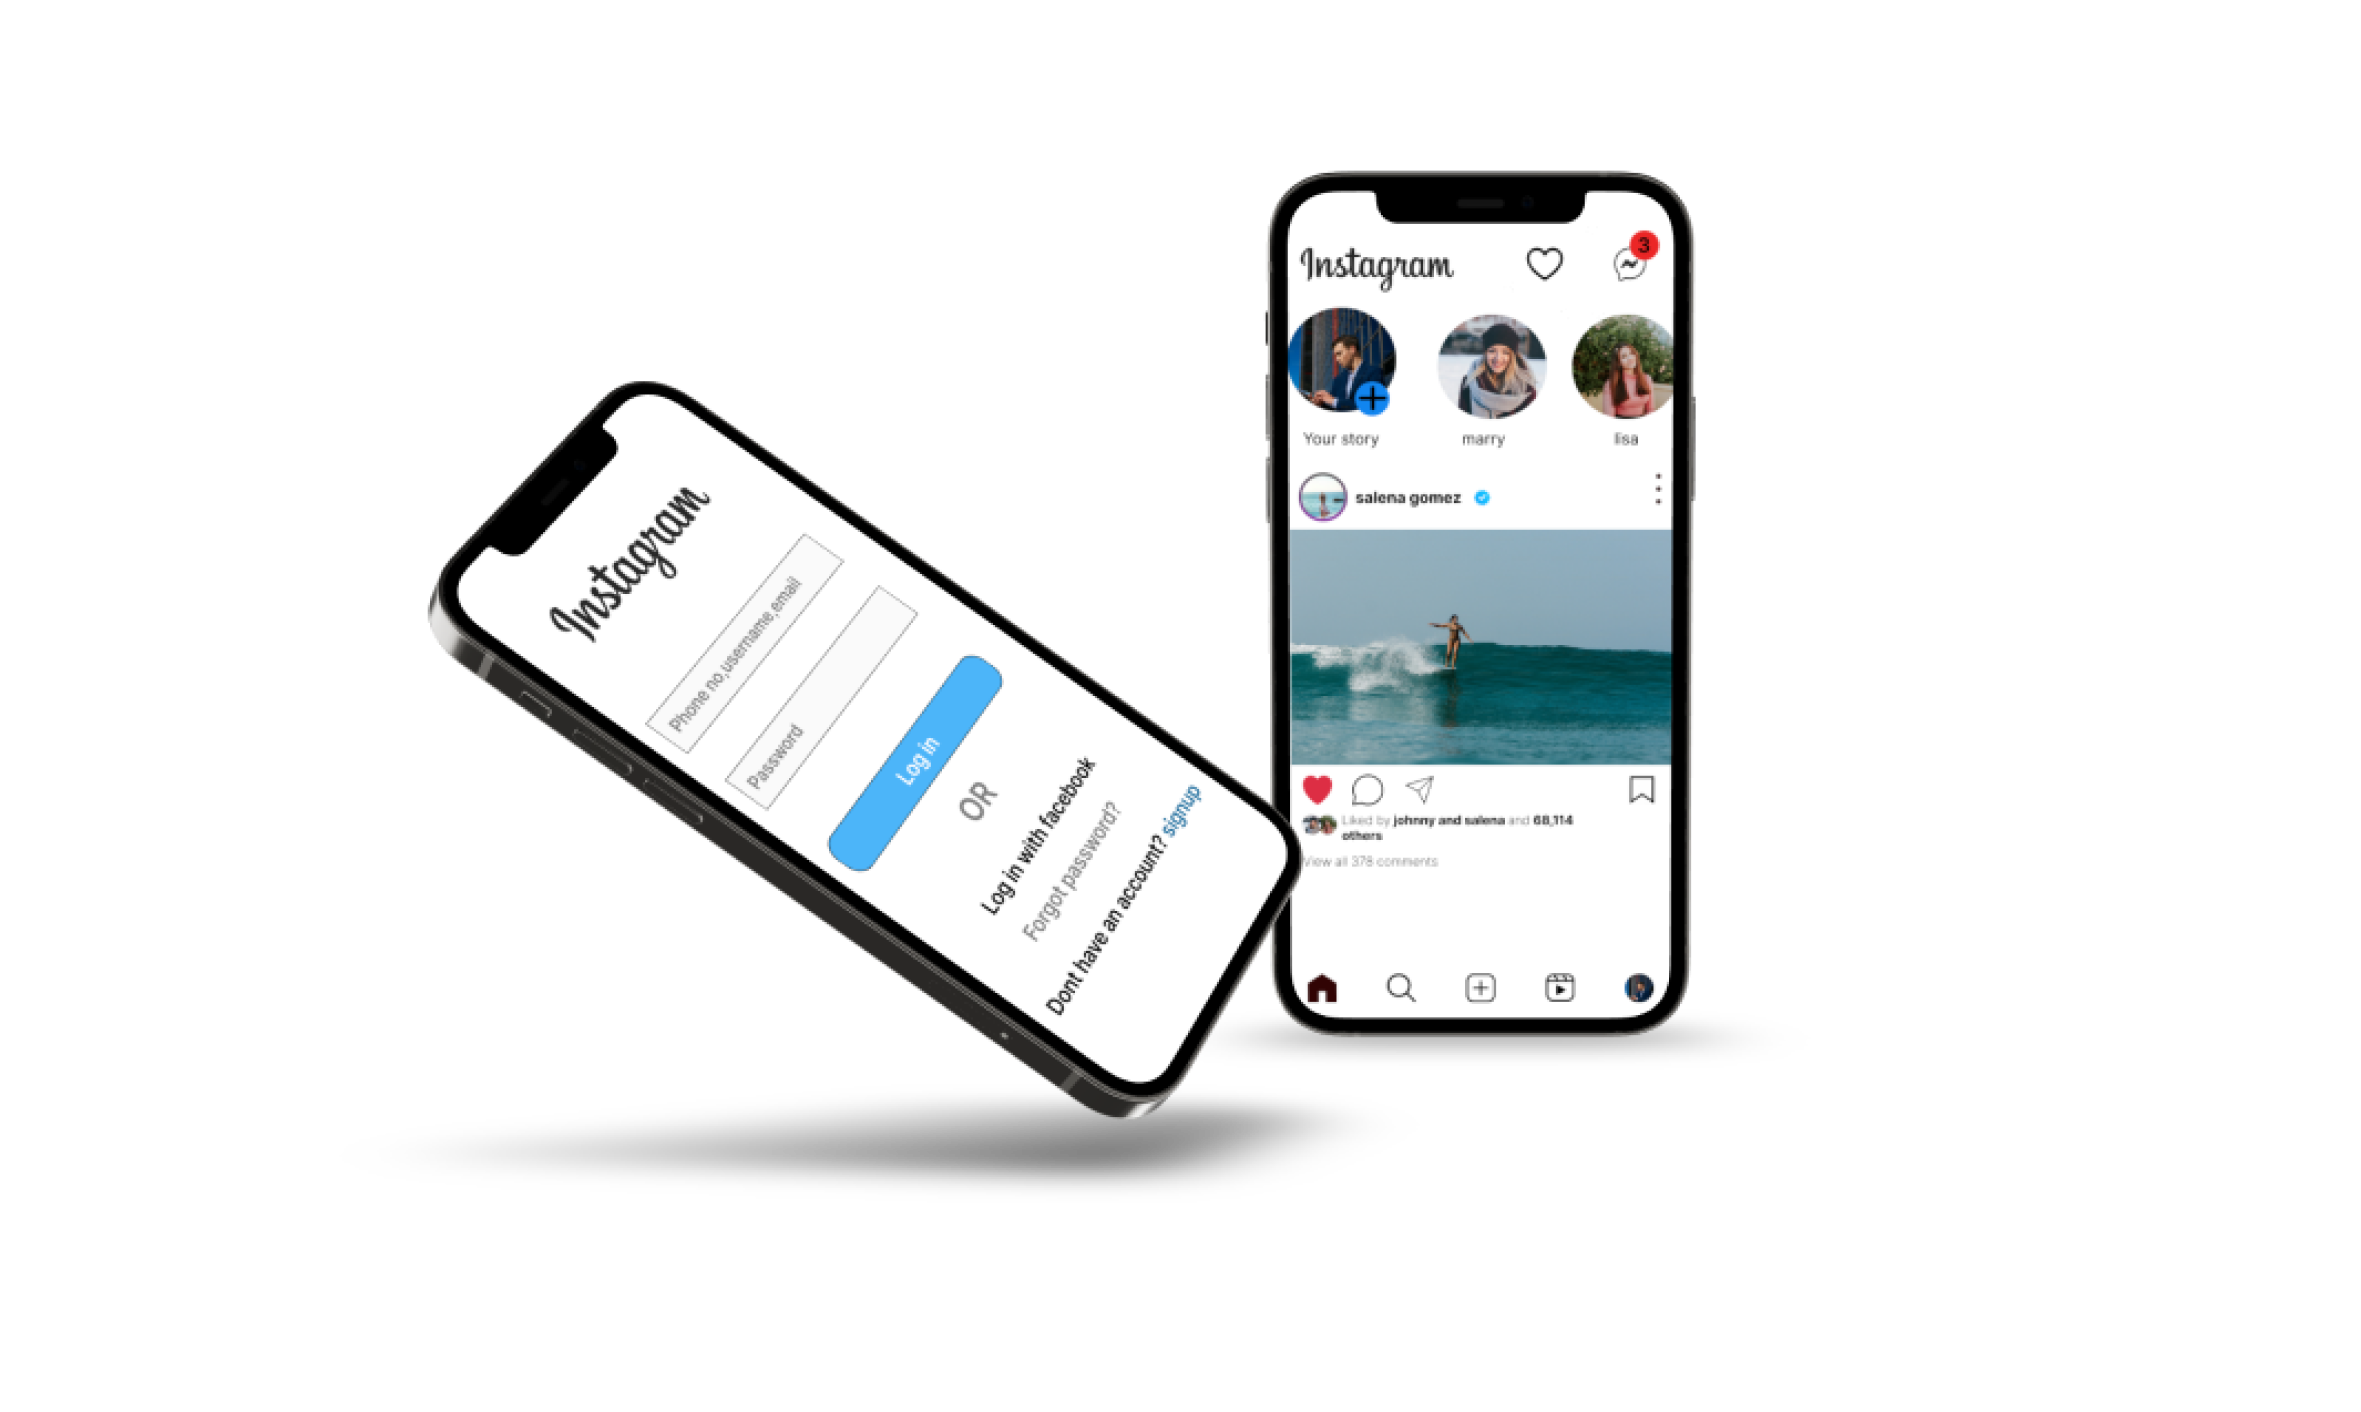 Instagram
Phone no,username,email
Password
Log in
OR
Log in with facebook
Forgot password?
Dont have an account? signup
Instagram
3
Your story
marry
lisa
salena gomez
Liked by johnny and salena and 68,114
others
View all 378 comments